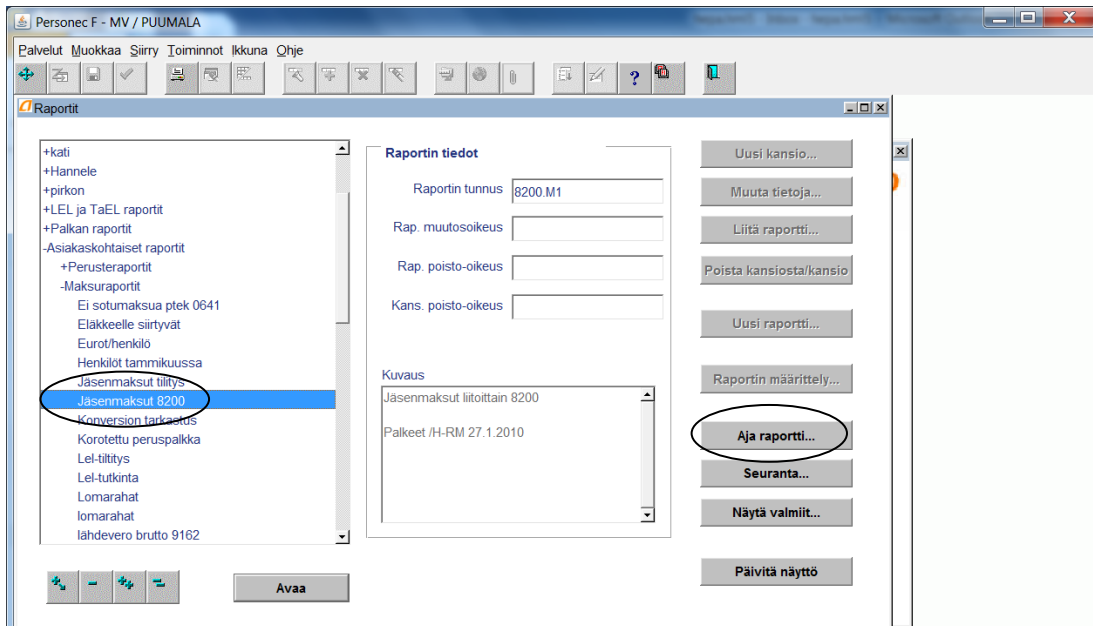 Personec F - MV / PUUMALA
Palvelut Muokkaa Siirry Toiminnot Ikkuna Ohje
Raportit
+kati
+Hannele
+pirkon
+LEL ja TaEL raportit
+Palkan raportit
-Asiakaskohtaiset raportit
+Perusteraportit
-Maksuraportit
Ei sotumaksua ptek 0641
Eläkkeelle siirtyvät
Eurot/henkilö
Henkilöt tammikuussa
Jäsenmaksut tilitys
Jäsenmaksut 8200
Konversion tarkastus
Korotettu peruspalkka
Lel-tiltitys
Lel-tutkinta
Lomarahat
lomarahat
lähdevero brutto 9162
Avaa
Raportin tiedot
Raportin tunnus 8200.M1
Rap. muutosoikeus
Rap. poisto-oikeus
Kans. poisto-oikeus
Kuvaus
Jäsenmaksut liitoittain 8200
Palkeet /H-RM 27.1.2010
Uusi kansio...
Muuta tietoja...
Liitä raportti...
Poista kansiosta/kansio
Uusi raportti...
Raportin määrittely...
Aja raportti...
Seuranta...
Näytä valmiit...
Päivitä näyttö